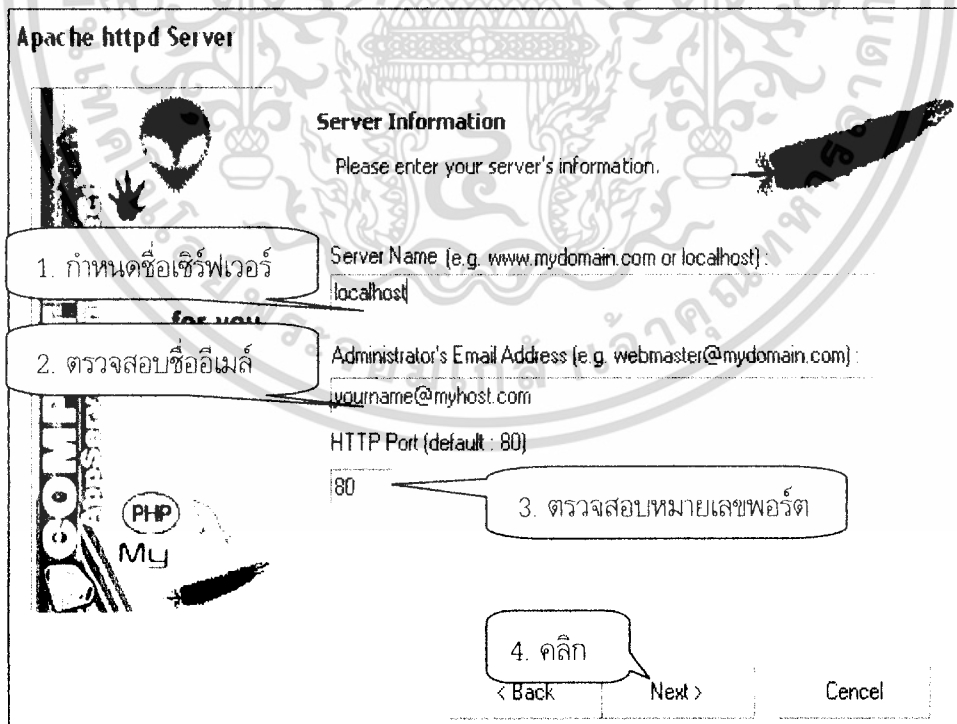 Apache httpd Server
Server Information
Please enter your server's information.
1. กำหนดชื่อเซิร์ฟเวอร์
Server Name (e.g. www.mydomain.com or localhost) :
localhost
for you
2. ตรวจสอบชื่ออีเมล์
Administrator's Email Address (e.g. webmaster@mydomain.com) :
yourname@myhost.com
HTTP Port (default : 80)
80
3. ตรวจสอบหมายเลขพอร์ต
AppServ
PHP
My
4. คลิก
< Back
Next >
Cencel